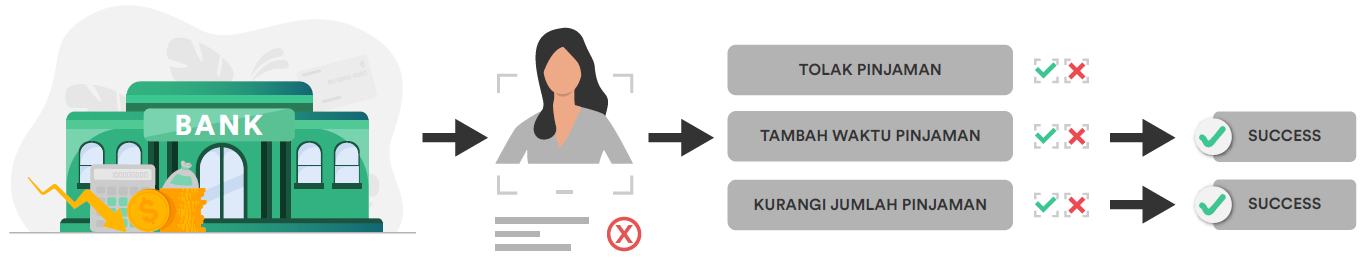 BANK
TOLAK PINJAMAN
TAMBAH WAKTU PINJAMAN
SUCCESS
KURANGI JUMLAH PINJAMAN
SUCCESS